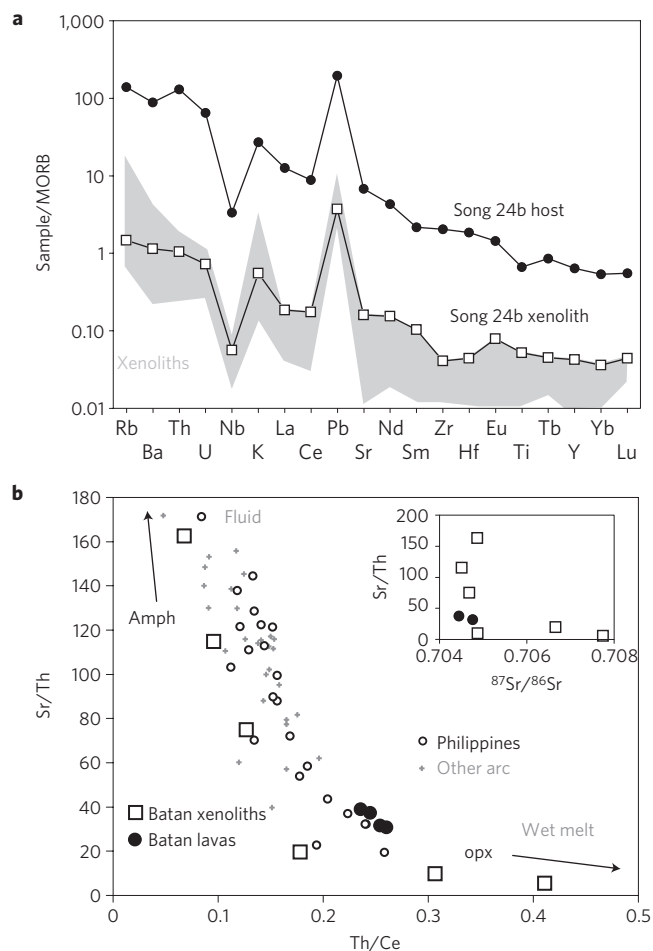 a
1,000
100
10
1
0.10
0.01
Sample/MORB
Song 24b host
Song 24b xenolith
Xenoliths
Rb Th Nb La Pb Nd Zr Eu Tb Yb
Ba U K Ce Sr Sm Hf Ti Y Lu
b
180
160
140
120
100
80
60
40
20
0
Sr/Th
Fluid
Amph
200
150
100
50
0
Sr/Th
0.704 0.706 0.708
⁸⁷Sr/⁸⁶Sr
Philippines
Other arc
Batan xenoliths
Batan lavas
Wet melt
opx
0 0.1 0.2 0.3 0.4 0.5
Th/Ce